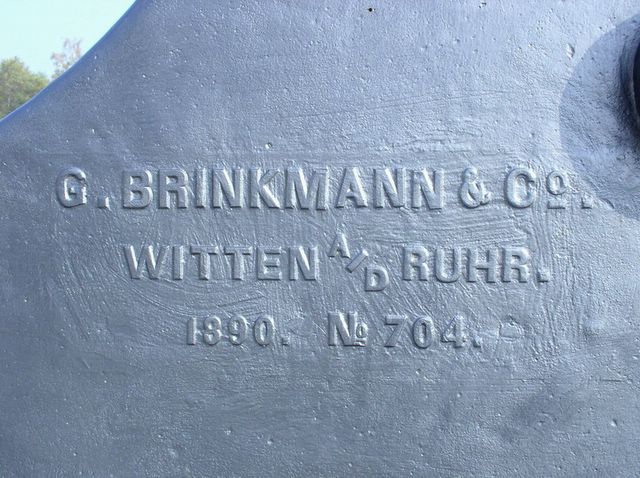 G. BRINKMANN & Cº.
WITTEN A/D RUHR.
1890. № 704.